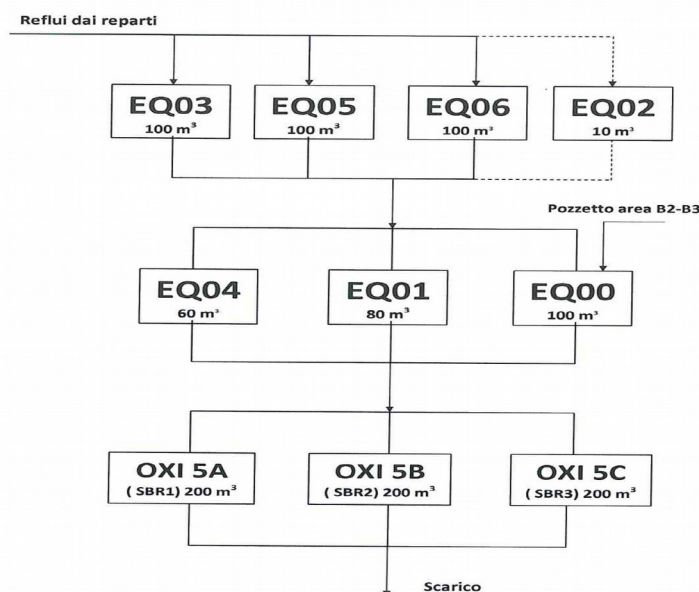 Reflui dai reparti
EQ03
100 m³
EQ05
100 m³
EQ06
100 m³
EQ02
10 m³
Pozzetto area B2-B3
EQ04
60 m³
EQ01
80 m³
EQ00
100 m³
OXI 5A
( SBR1) 200 m³
OXI 5B
( SBR2) 200 m³
OXI 5C
( SBR3) 200 m³
Scarico